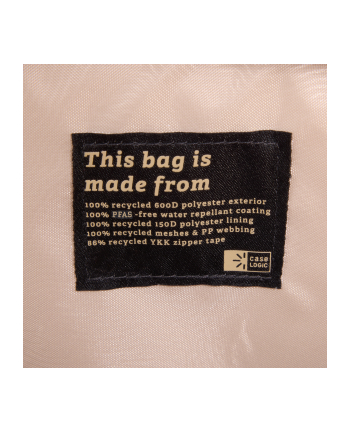 This bag is
made from
100% recycled 600D polyester exterior
100% PFAS -free water repellant coating
100% recycled 150D polyester lining
100% recycled meshes & PP webbing
86% recycled YKK zipper tape
case
LOGIC